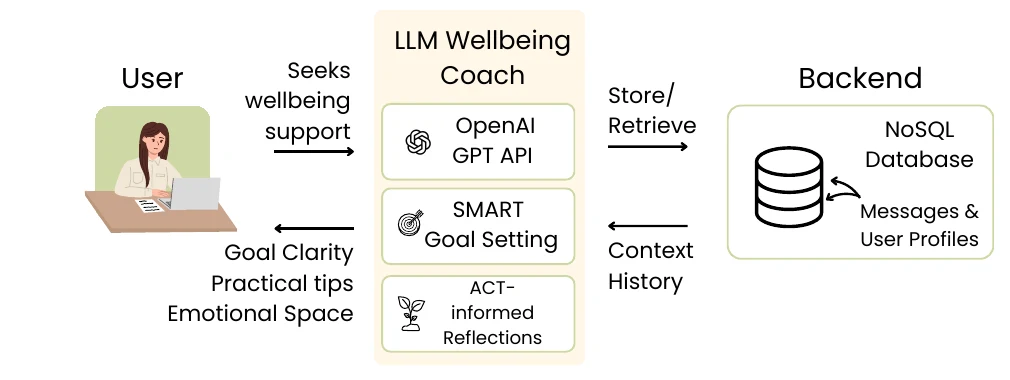 User
Seeks
wellbeing
support
Goal Clarity
Practical tips
Emotional Space
LLM Wellbeing
Coach
OpenAI
GPT API
SMART
Goal Setting
ACT-
informed
Reflections
Store/
Retrieve
Context
History
Backend
NoSQL
Database
Messages &
User Profiles